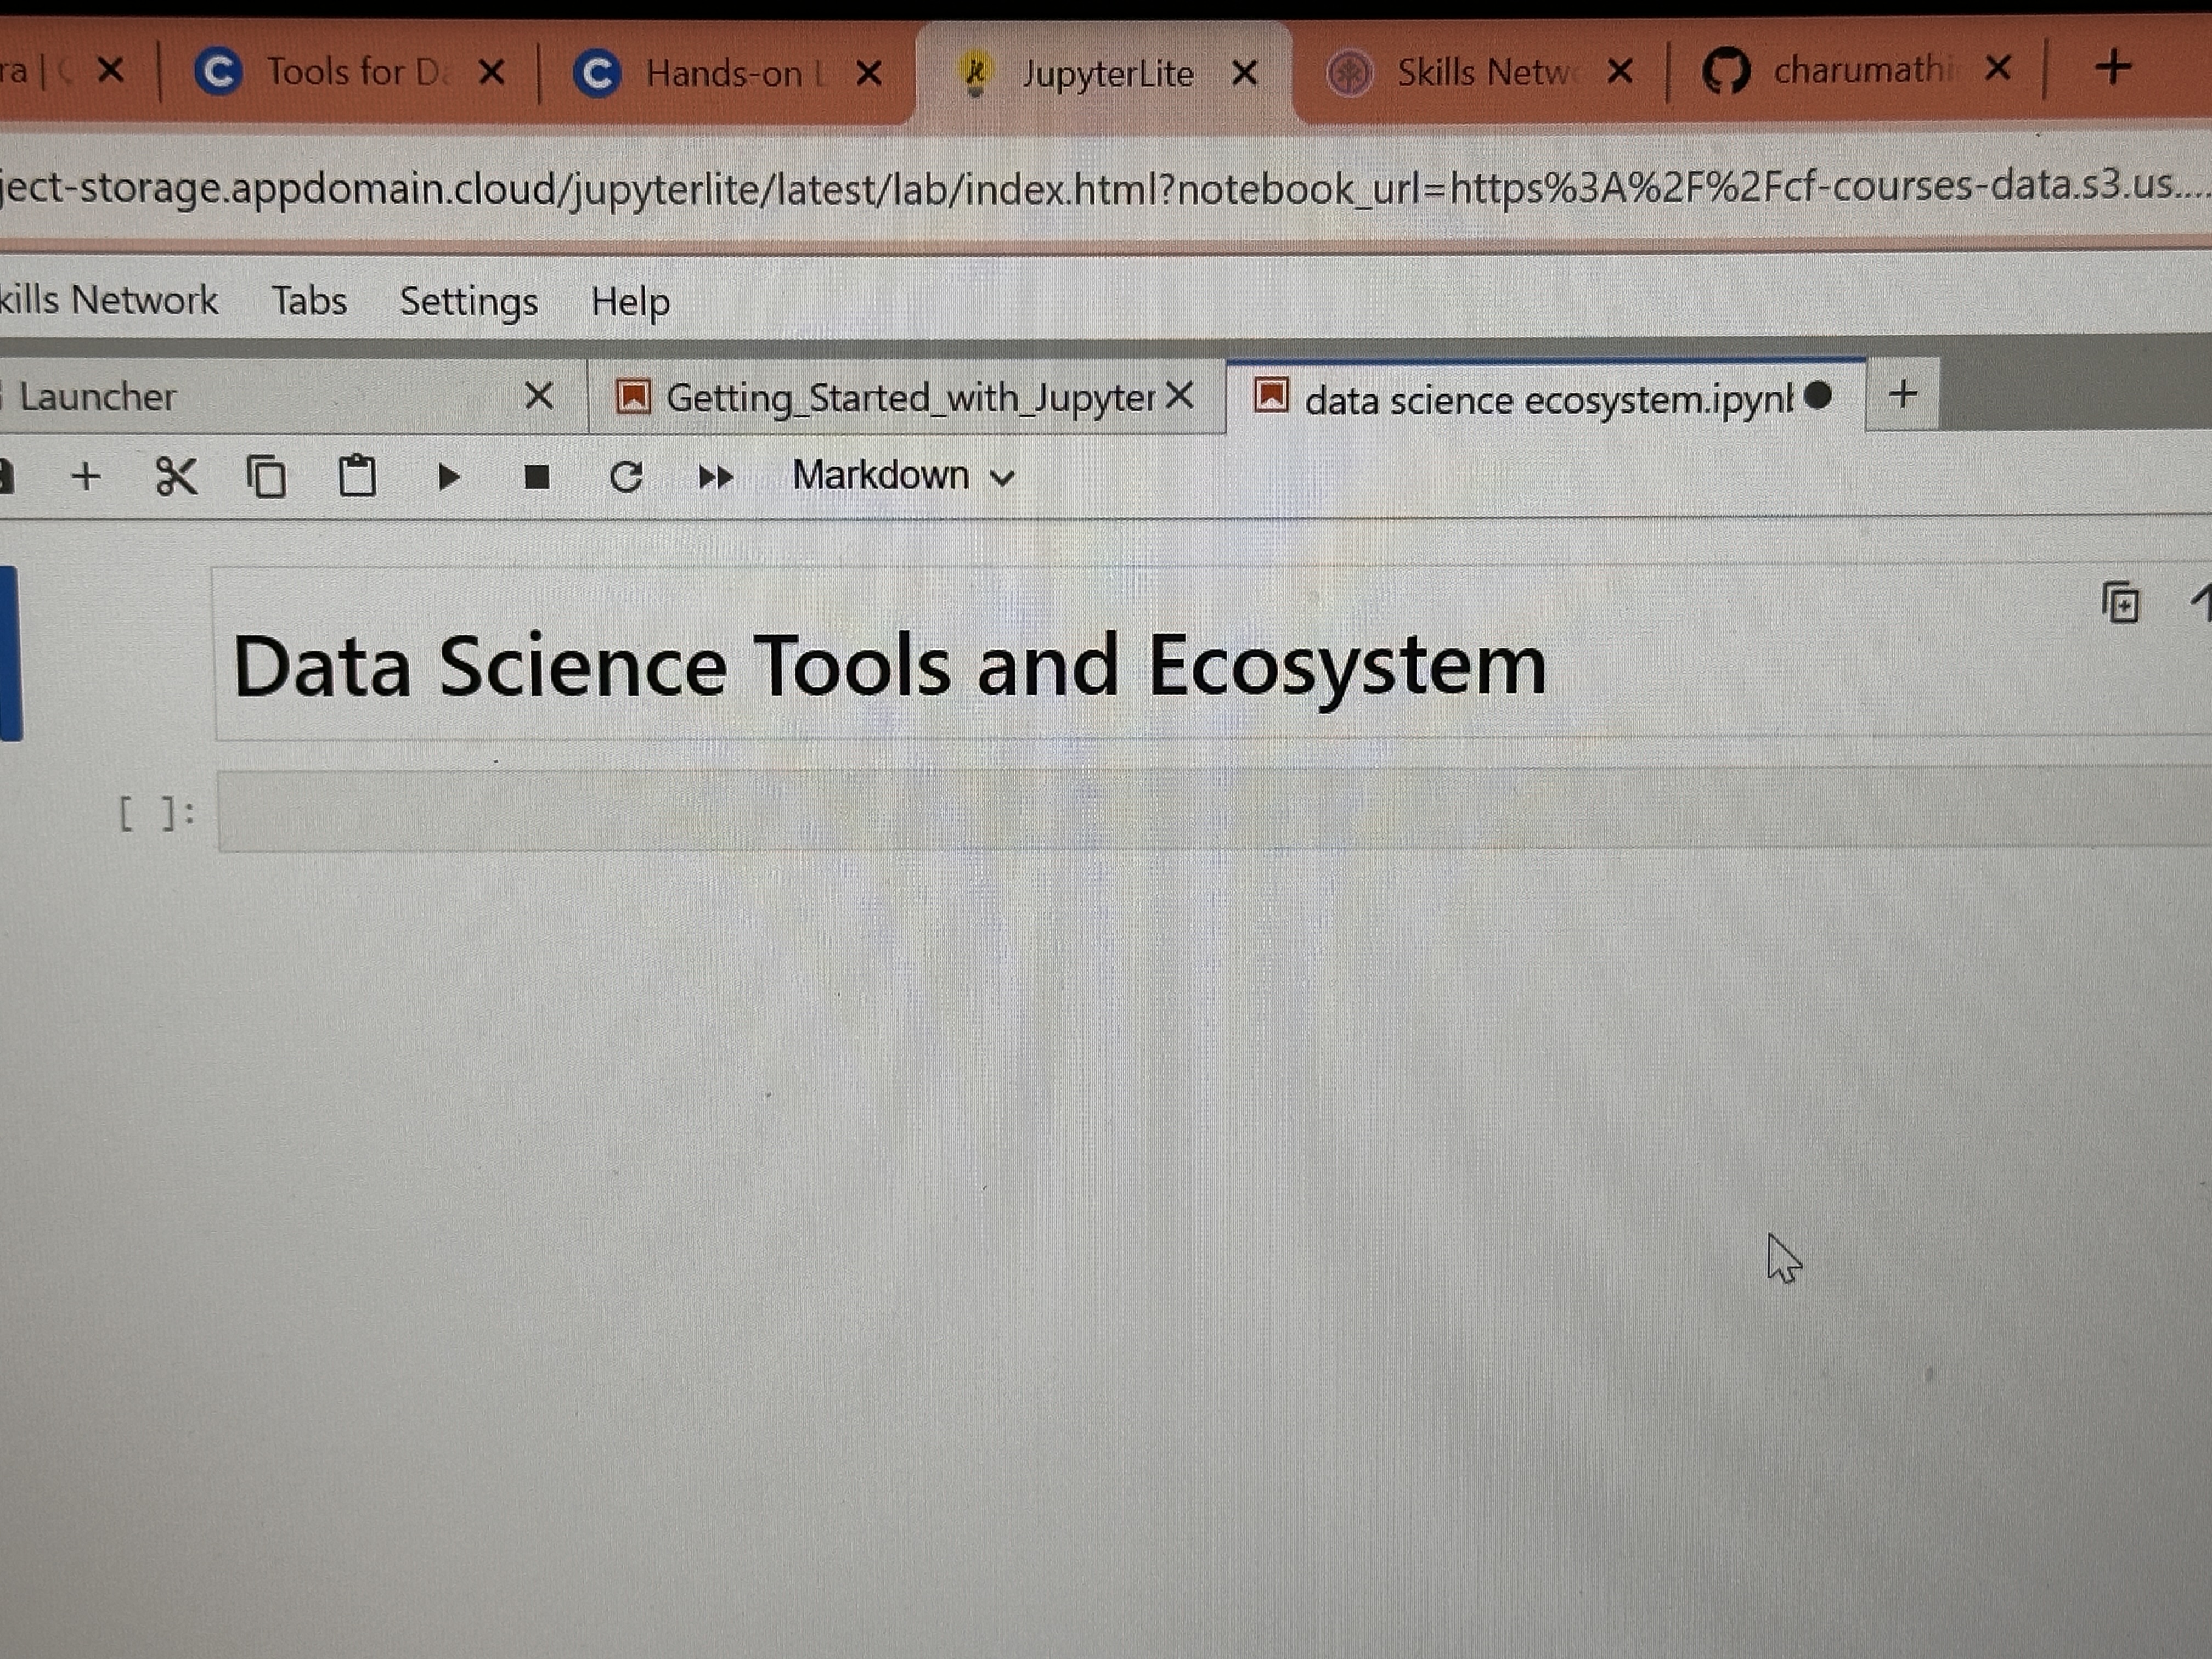 Tools for Da
Hands-on L
JupyterLite
Skills Netwo
charumathi
ject-storage.appdomain.cloud/jupyterlite/latest/lab/index.html?notebook_url=https%3A%2F%2Fcf-courses-data.s3.us....
kills Network Tabs Settings Help
Launcher
Getting_Started_with_Jupyter
data science ecosystem.ipynb
Markdown
Data Science Tools and Ecosystem
[ ]: